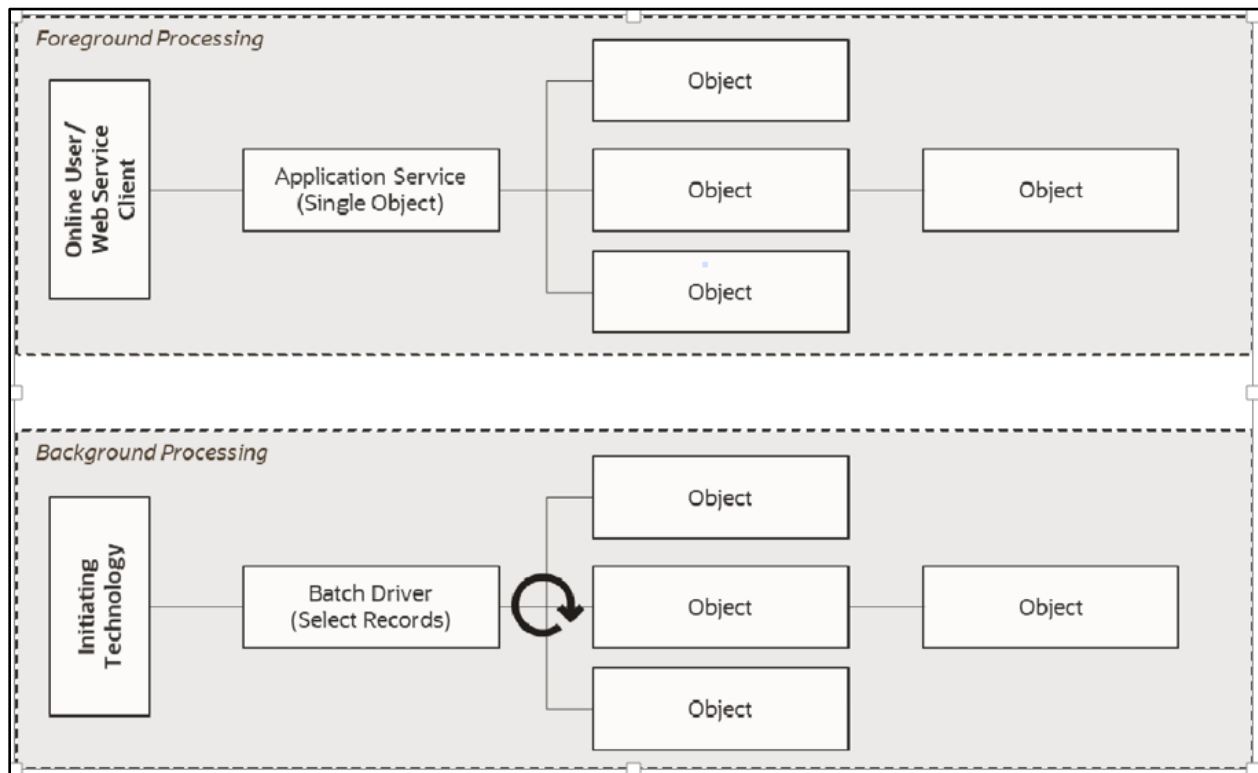 Foreground Processing
Online User/
Web Service
Client
Application Service
(Single Object)
Object
Object
Object
Object
Background Processing
Initiating
Technology
Batch Driver
(Select Records)
Object
Object
Object
Object